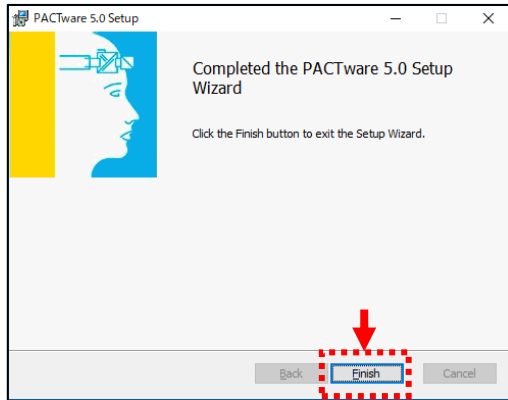 PACTware 5.0 Setup
Completed the PACTware 5.0 Setup
Wizard
Click the Finish button to exit the Setup Wizard.
Back Finish Cancel